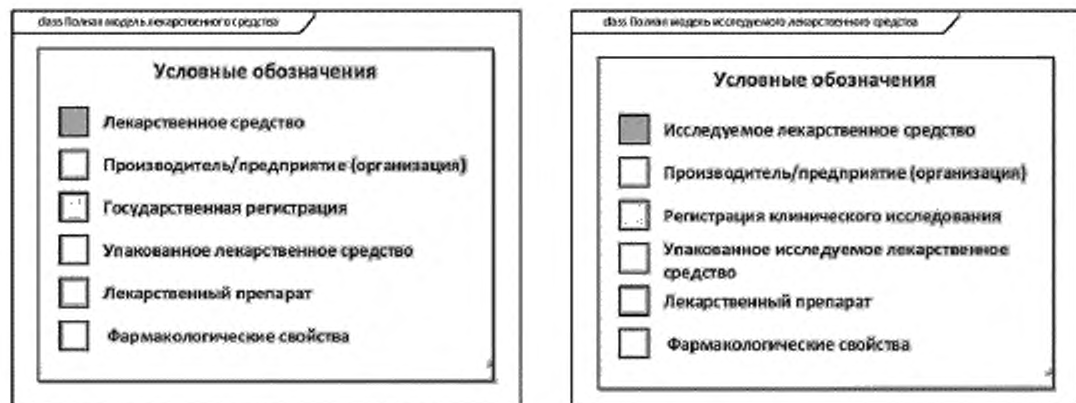 class Полная модель лекарственного средства
Условные обозначения
Лекарственное средство
Производитель/предприятие (организация)
Государственная регистрация
Упакованное лекарственное средство
Лекарственный препарат
Фармакологические свойства
class Полная модель исследуемого лекарственного средства
Условные обозначения
Исследуемое лекарственное средство
Производитель/предприятие (организация)
Регистрация клинического исследования
Упакованное исследуемое лекарственное
средство
Лекарственный препарат
Фармакологические свойства